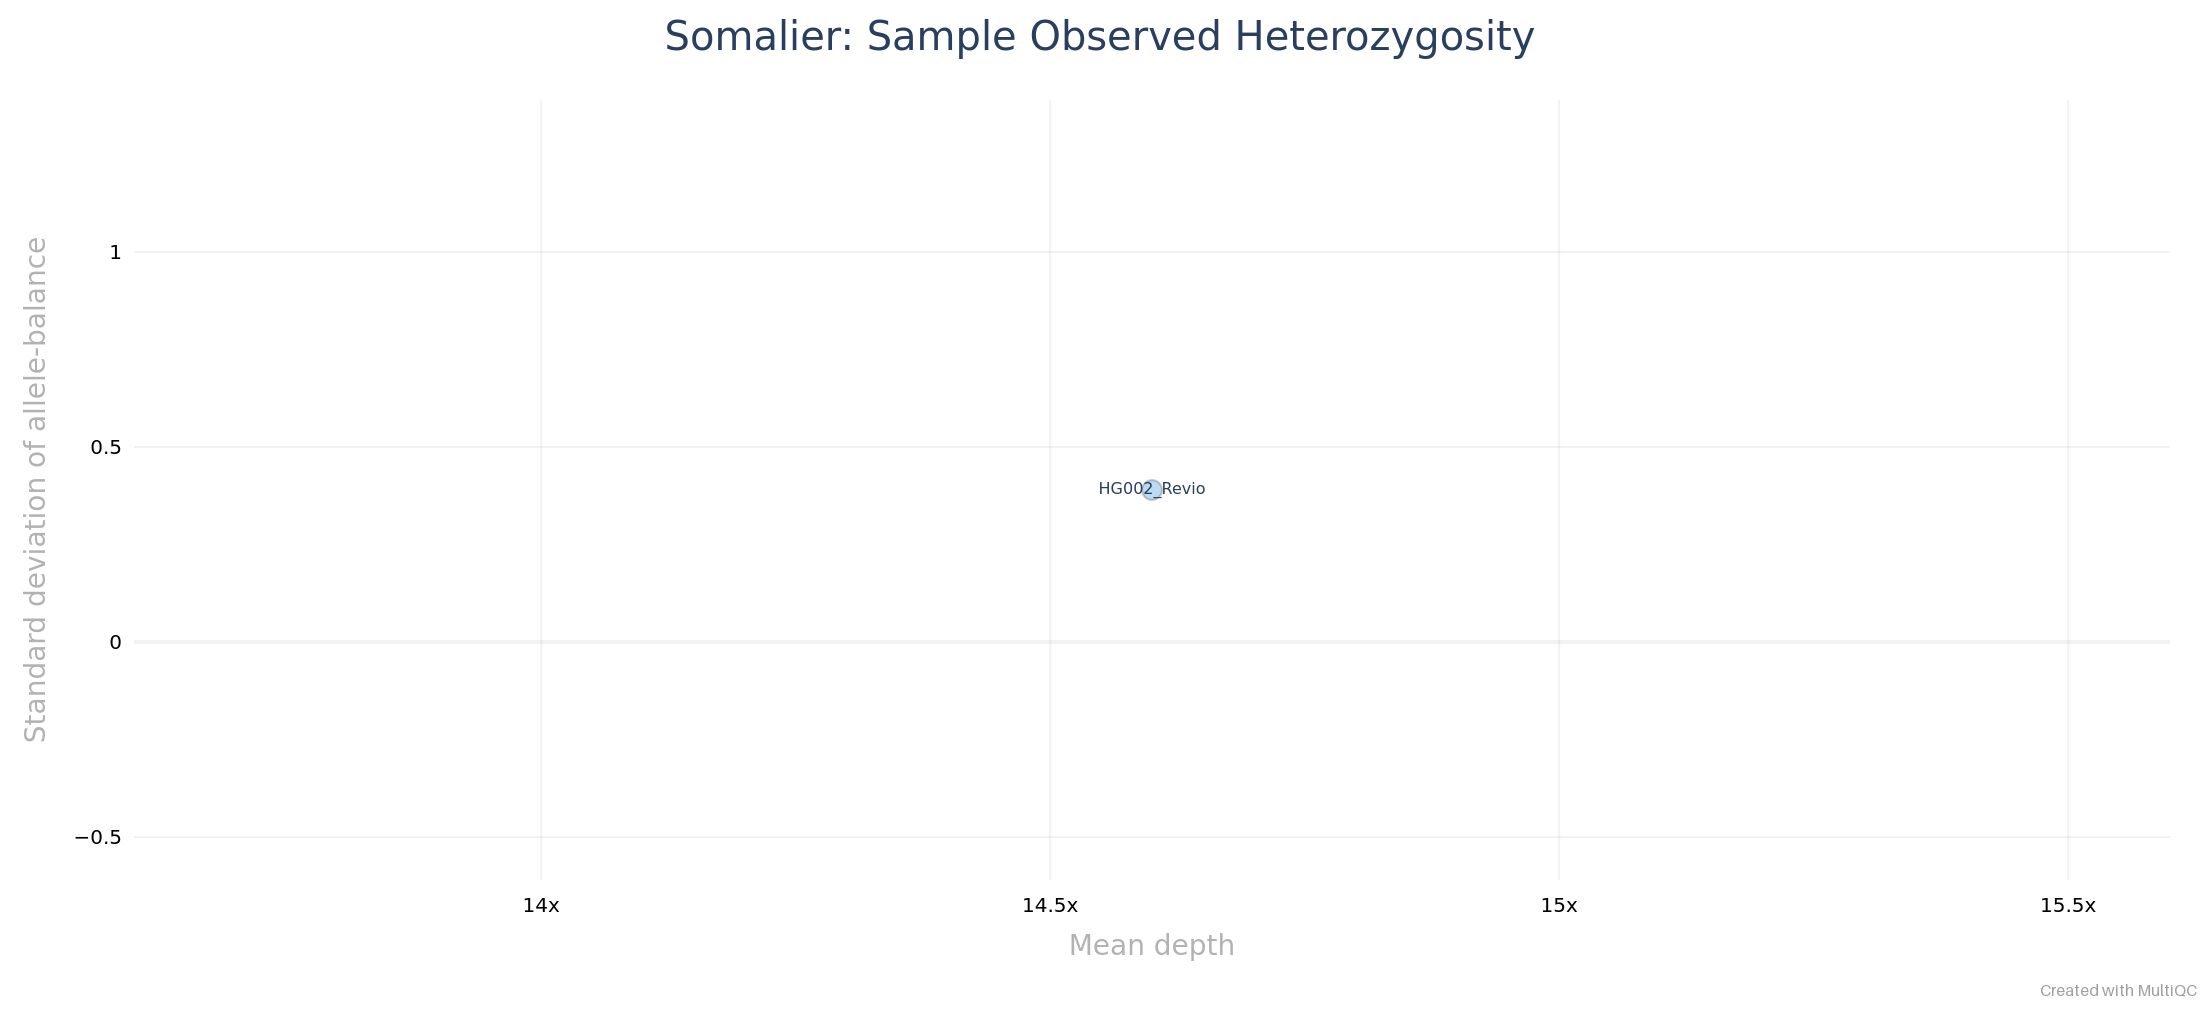 Somalier: Sample Observed Heterozygosity
Standard deviation of allele-balance
1
0.5
0
−0.5
HG002_Revio
14x
14.5x
15x
15.5x
Mean depth
Created with MultiQC